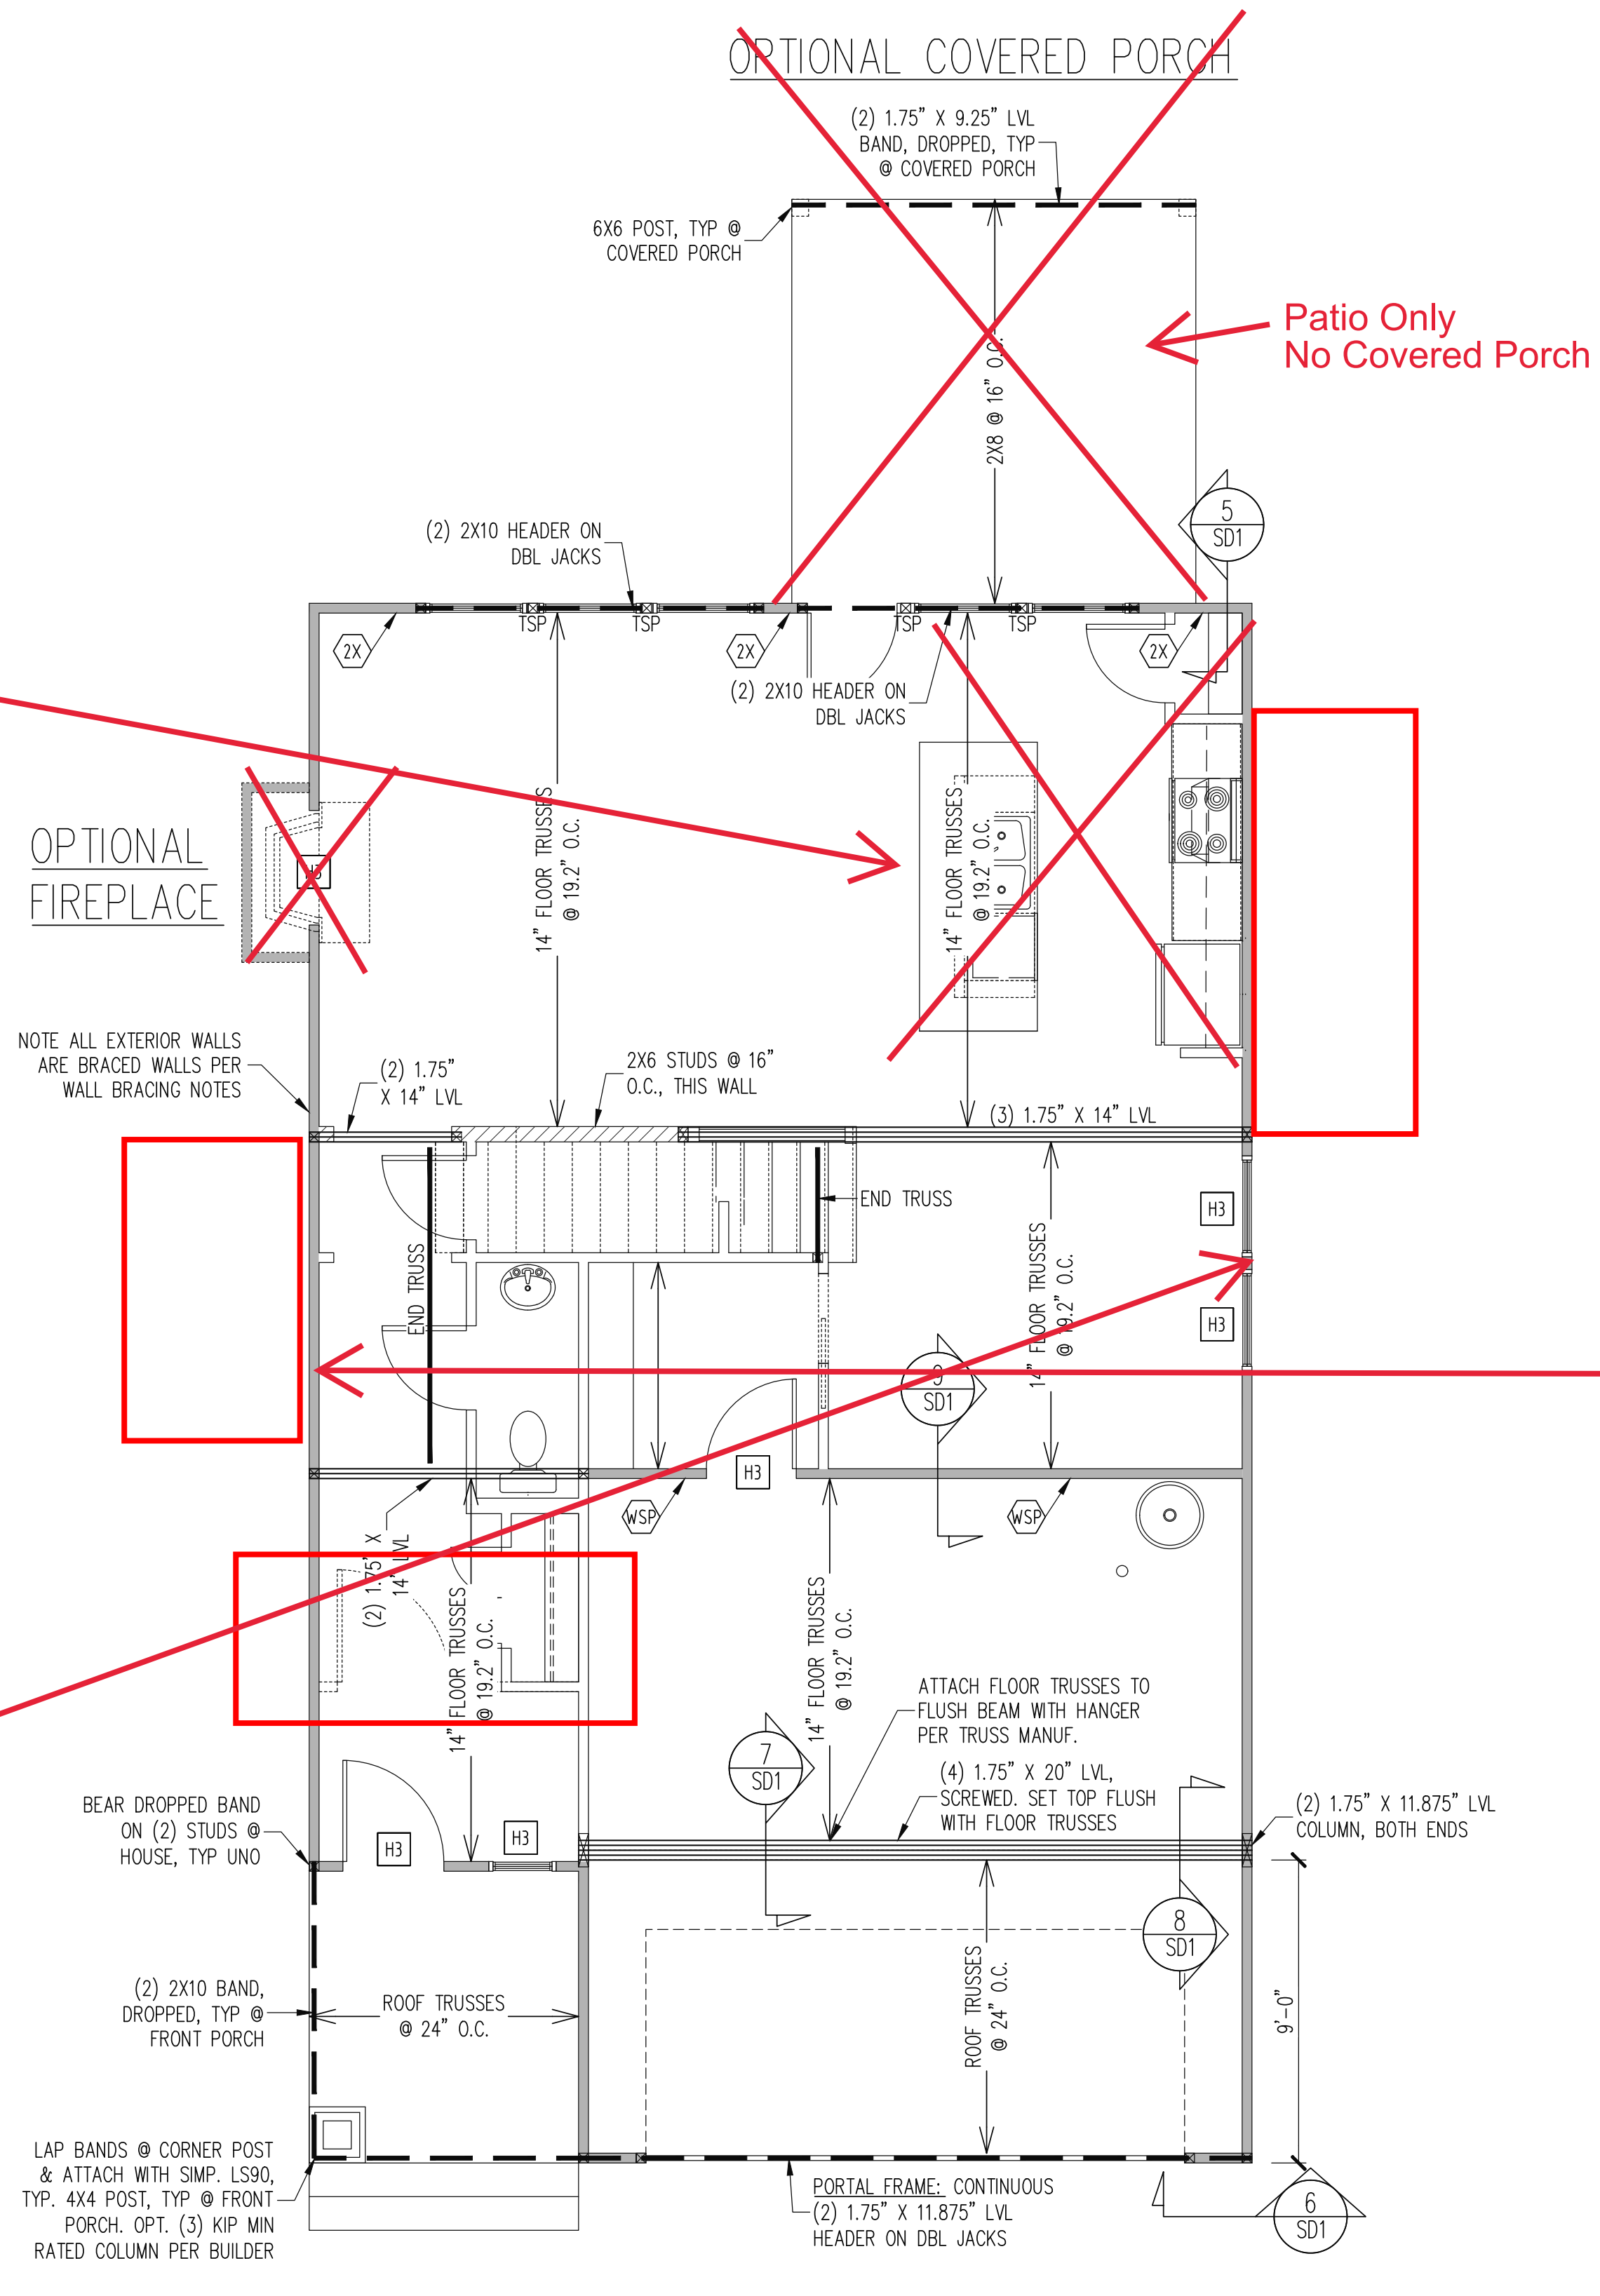 OPTIONAL COVERED PORCH
(2) 1.75” X 9.25” LVL
BAND, DROPPED, TYP
@ COVERED PORCH
6X6 POST, TYP @
COVERED PORCH
Patio Only
No Covered Porch
2X8 @ 16” O.C.
5
SD1
(2) 2X10 HEADER ON
DBL JACKS
TSP
TSP
TSP
TSP
2X
2X
2X
(2) 2X10 HEADER ON
DBL JACKS
14” FLOOR TRUSSES
@ 19.2” O.C.
14” FLOOR TRUSSES
@ 19.2” O.C.
OPTIONAL
FIREPLACE
H3
NOTE ALL EXTERIOR WALLS
ARE BRACED WALLS PER
WALL BRACING NOTES
(2) 1.75”
X 14” LVL
2X6 STUDS @ 16”
O.C., THIS WALL
(3) 1.75” X 14” LVL
END TRUSS
END TRUSS
H3
14” FLOOR TRUSSES
@ 19.2” O.C.
H3
9
SD1
H3
WSP
WSP
(2) 1.75” X
14” LVL
14” FLOOR TRUSSES
@ 19.2” O.C.
14” FLOOR TRUSSES
@ 19.2” O.C.
ATTACH FLOOR TRUSSES TO
FLUSH BEAM WITH HANGER
PER TRUSS MANUF.
7
SD1
(4) 1.75” X 20” LVL,
SCREWED. SET TOP FLUSH
WITH FLOOR TRUSSES
(2) 1.75” X 11.875” LVL
COLUMN, BOTH ENDS
BEAR DROPPED BAND
ON (2) STUDS @
HOUSE, TYP UNO
H3
H3
8
SD1
(2) 2X10 BAND,
DROPPED, TYP @
FRONT PORCH
ROOF TRUSSES
@ 24” O.C.
ROOF TRUSSES
@ 24” O.C.
9’-0”
LAP BANDS @ CORNER POST
& ATTACH WITH SIMP. LS90,
TYP. 4X4 POST, TYP @ FRONT
PORCH. OPT. (3) KIP MIN
RATED COLUMN PER BUILDER
PORTAL FRAME: CONTINUOUS
(2) 1.75” X 11.875” LVL
HEADER ON DBL JACKS
6
SD1